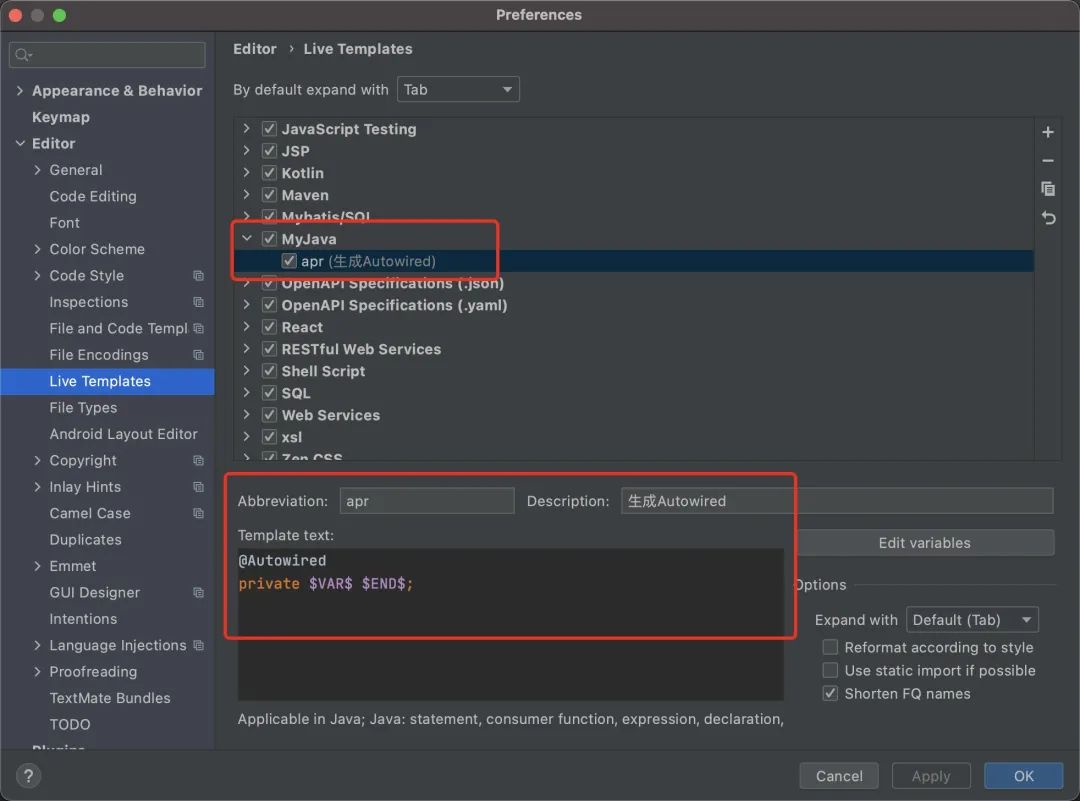 Preferences
Editor › Live Templates
By default expand with Tab
Appearance & Behavior
Keymap
Editor
General
Code Editing
Font
Color Scheme
Code Style
Inspections
File and Code Templ
File Encodings
Live Templates
File Types
Android Layout Editor
Copyright
Inlay Hints
Camel Case
Duplicates
Emmet
GUI Designer
Intentions
Language Injections
Proofreading
TextMate Bundles
TODO
Plugins
JavaScript Testing
JSP
Kotlin
Maven
Mybatis/SQL
MyJava
apr (生成Autowired)
OpenAPI Specifications (.json)
OpenAPI Specifications (.yaml)
React
RESTful Web Services
Shell Script
SQL
Web Services
xsl
Zen CSS
Abbreviation: apr Description: 生成Autowired
Template text:
@Autowired
private $VAR$ $END$;
Edit variables
Options
Expand with Default (Tab)
Reformat according to style
Use static import if possible
Shorten FQ names
Applicable in Java; Java: statement, consumer function, expression, declaration,
? Cancel Apply OK